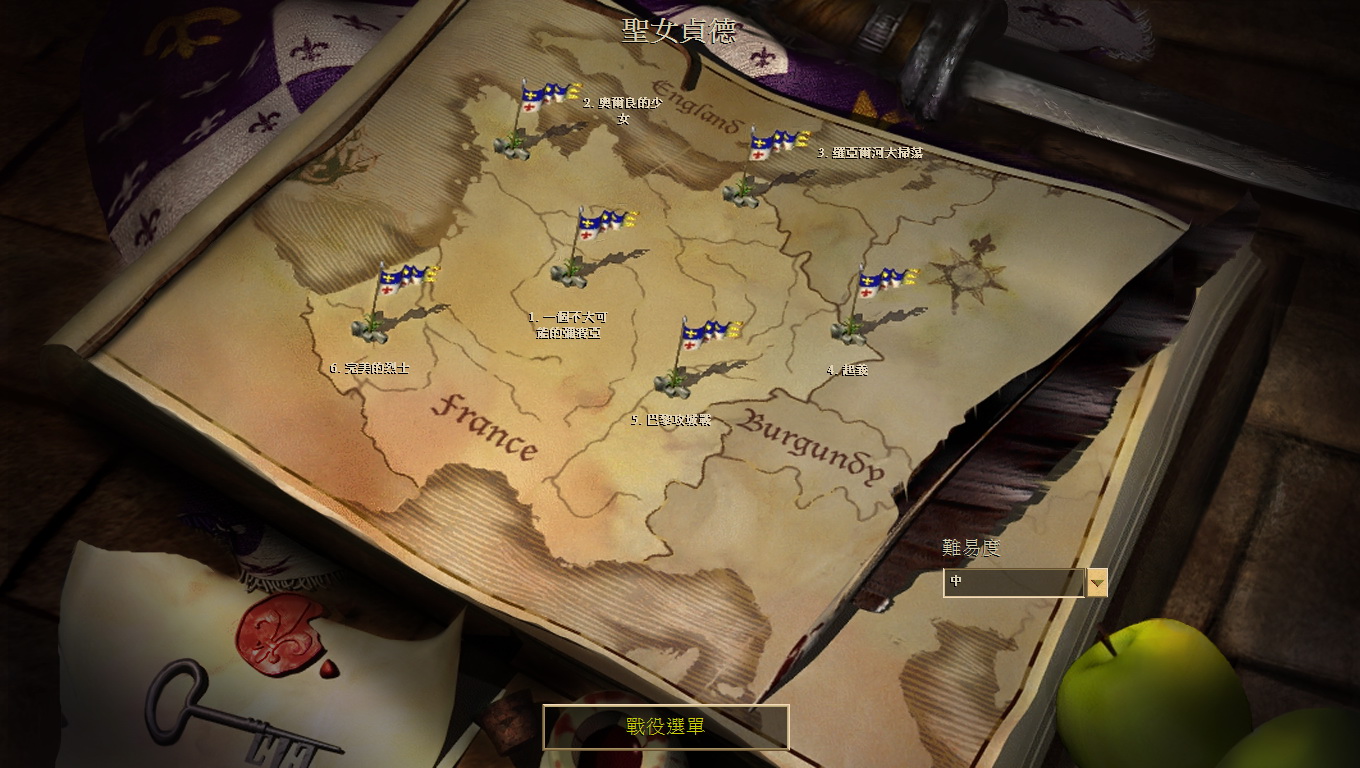 聖女貞德
England
2. 奧爾良的少
女
3. 羅亞爾河大掃蕩
1. 一個不大可
能的彌賽亞
6. 完美的烈士
4. 起義
France
5. 巴黎攻城戰
Burgundy
難易度
中
戰役選單